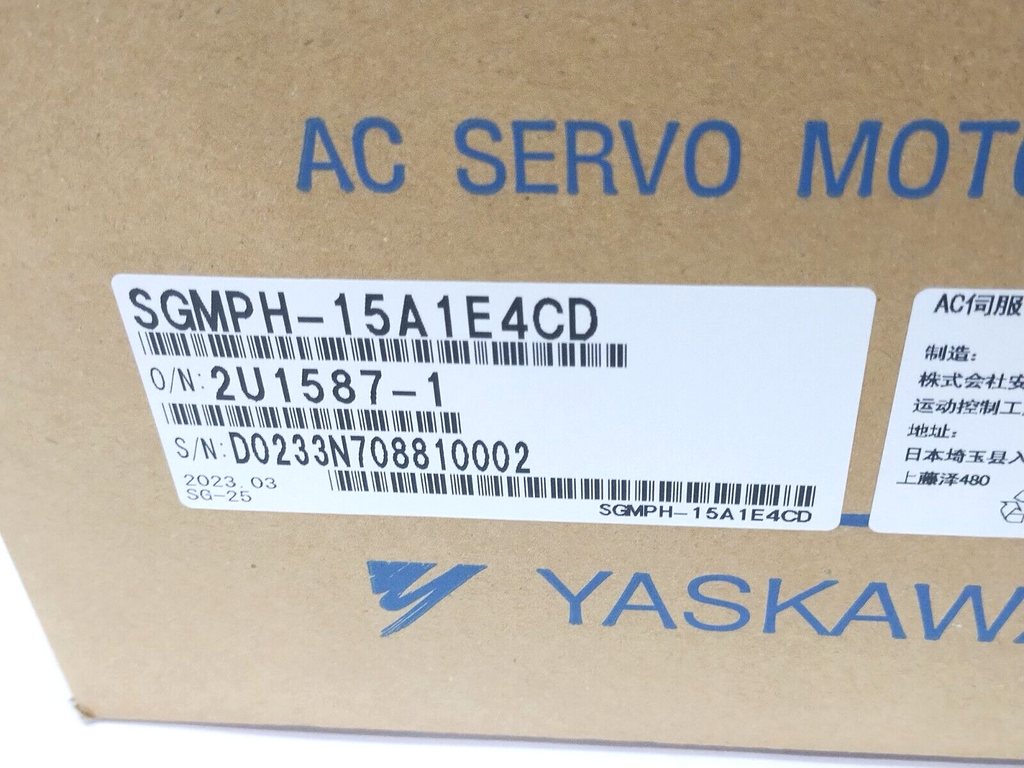 AC SERVO MOTO
SGMPH-15A1E4CD
O/N: 2U1587-1
S/N: D0233N708810002
2023.03
SG-25
SGMPH-15A1E4CD
AC伺服
制造:
株式会社安
运动控制工
地址:
日本埼玉县入
上藤泽480
YASKAWA